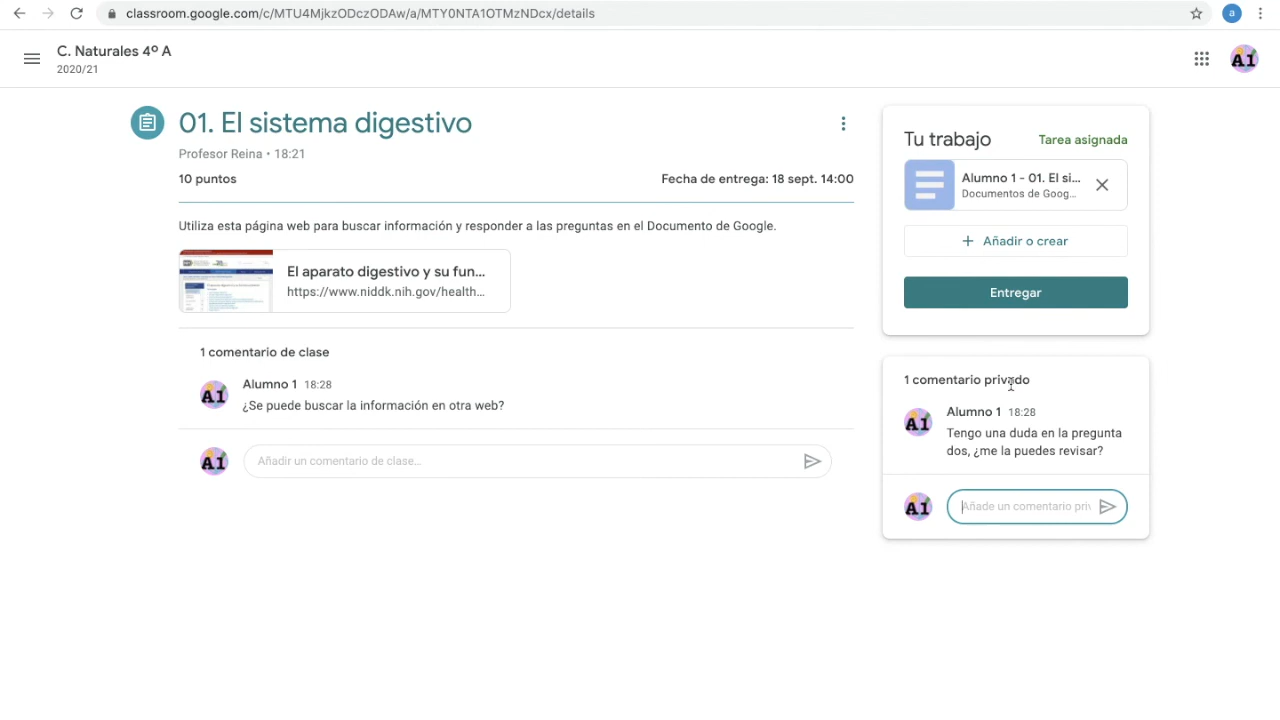 classroom.google.com/c/MTU4MjkzODczODAw/a/MTY0NTA1OTMzNDcx/details
a
C. Naturales 4º A
2020/21
A1
01. El sistema digestivo
Profesor Reina • 18:21
10 puntos
Fecha de entrega: 18 sept. 14:00
Utiliza esta página web para buscar información y responder a las preguntas en el Documento de Google.
El aparato digestivo y su fun...
https://www.niddk.nih.gov/health...
1 comentario de clase
A1
Alumno 1 18:28
¿Se puede buscar la información en otra web?
A1
Añadir un comentario de clase...
Tu trabajo
Tarea asignada
Alumno 1 - 01. El si...
Documentos de Goog...
+ Añadir o crear
Entregar
1 comentario privado
A1
Alumno 1 18:28
Tengo una duda en la pregunta
dos, ¿me la puedes revisar?
A1
Añade un comentario priv